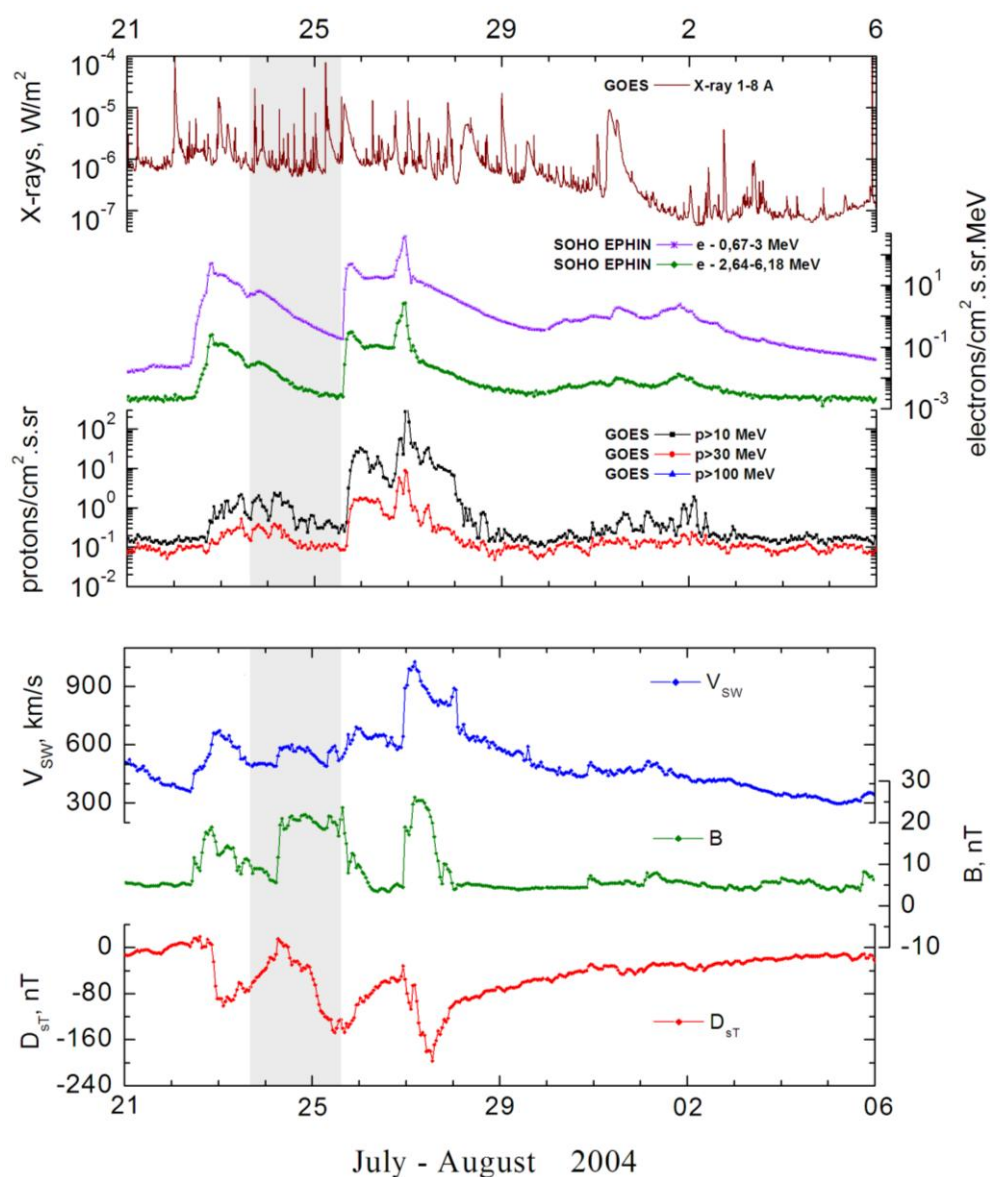 21 25 29 2 6
10-4
10-5
10-6
10-7
X-rays, W/m2
GOES X-ray 1-8 A
SOHO EPHIN e - 0,67-3 MeV
SOHO EPHIN e - 2,64-6,18 MeV
101
10-1
10-3
electrons/cm2.s.sr.MeV
102
101
100
10-1
10-2
protons/cm2.s.sr
GOES p>10 MeV
GOES p>30 MeV
GOES p>100 MeV
900
600
300
VSW, km/s
VSW
30
20
10
0
-10
B, nT
B
0
-80
-160
-240
DsT, nT
DsT
21 25 29 02 06
July - August 2004